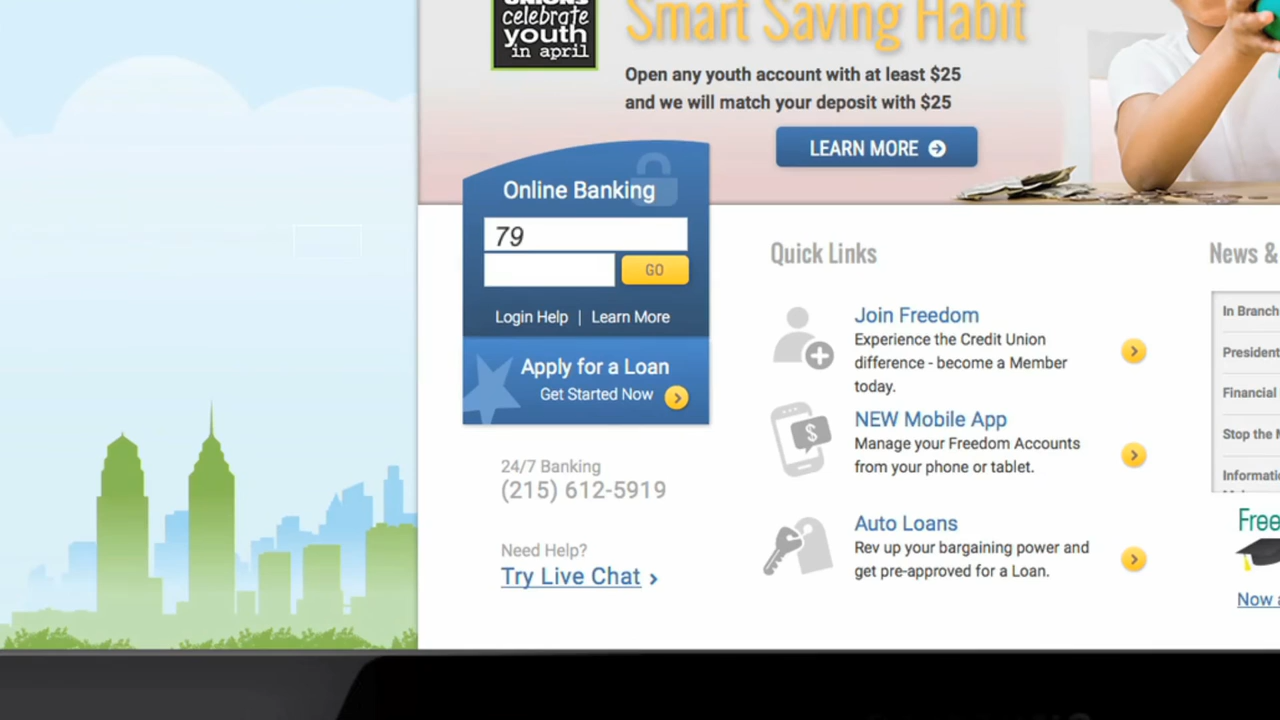 celebrate
youth
in april
Smart Saving Habit
Open any youth account with at least $25
and we will match your deposit with $25
LEARN MORE
Online Banking
79
GO
Login Help | Learn More
Apply for a Loan
Get Started Now
24/7 Banking
(215) 612-5919
Need Help?
Try Live Chat
Quick Links
Join Freedom
Experience the Credit Union
difference - become a Member
today.
NEW Mobile App
Manage your Freedom Accounts
from your phone or tablet.
Auto Loans
Rev up your bargaining power and
get pre-approved for a Loan.
News &
In Branch
President
Financial
Stop the
Informatio
Free
Now a